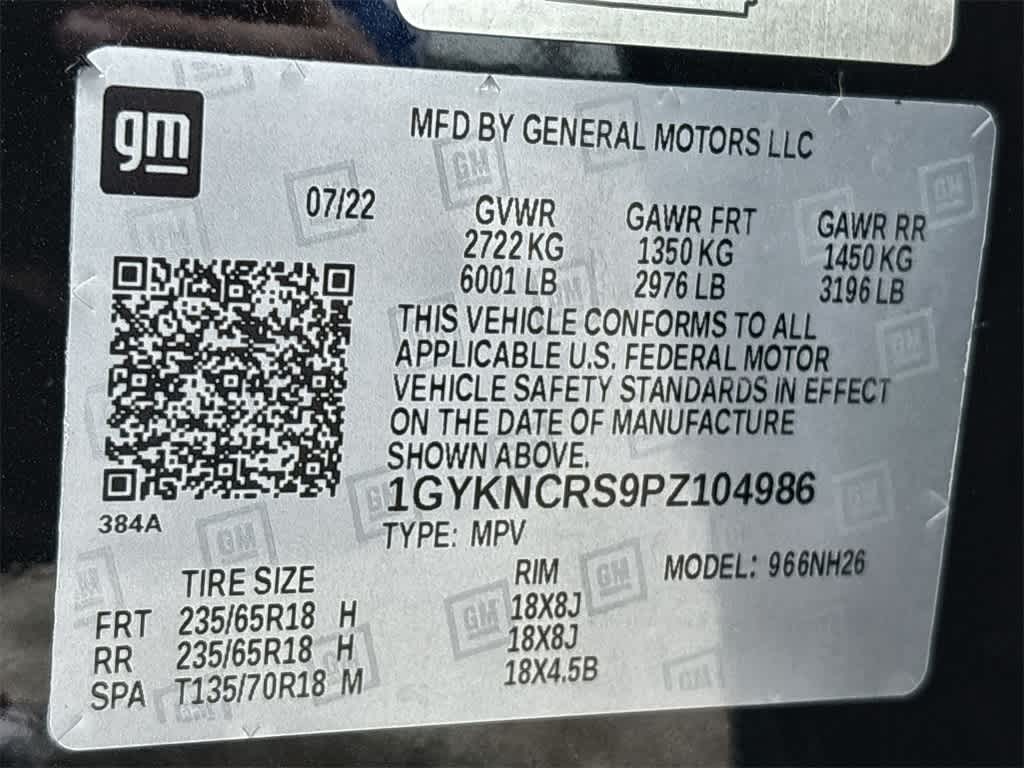 gm
MFD BY GENERAL MOTORS LLC
07/22
GVWR GAWR FRT GAWR RR
2722 KG 1350 KG 1450 KG
6001 LB 2976 LB 3196 LB
THIS VEHICLE CONFORMS TO ALL
APPLICABLE U.S. FEDERAL MOTOR
VEHICLE SAFETY STANDARDS IN EFFECT
ON THE DATE OF MANUFACTURE
SHOWN ABOVE.
1GYKNCRS9PZ104986
384A
TYPE: MPV
MODEL: 966NH26
TIRE SIZE RIM
FRT 235/65R18 H 18X8J
RR 235/65R18 H 18X8J
SPA T135/70R18 M 18X4.5B